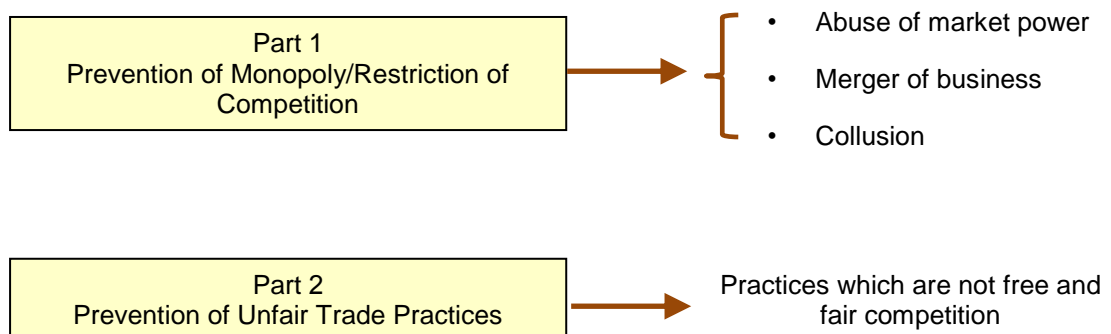 Part 1
Prevention of Monopoly/Restriction of
Competition
• Abuse of market power
• Merger of business
• Collusion
Part 2
Prevention of Unfair Trade Practices
Practices which are not free and
fair competition